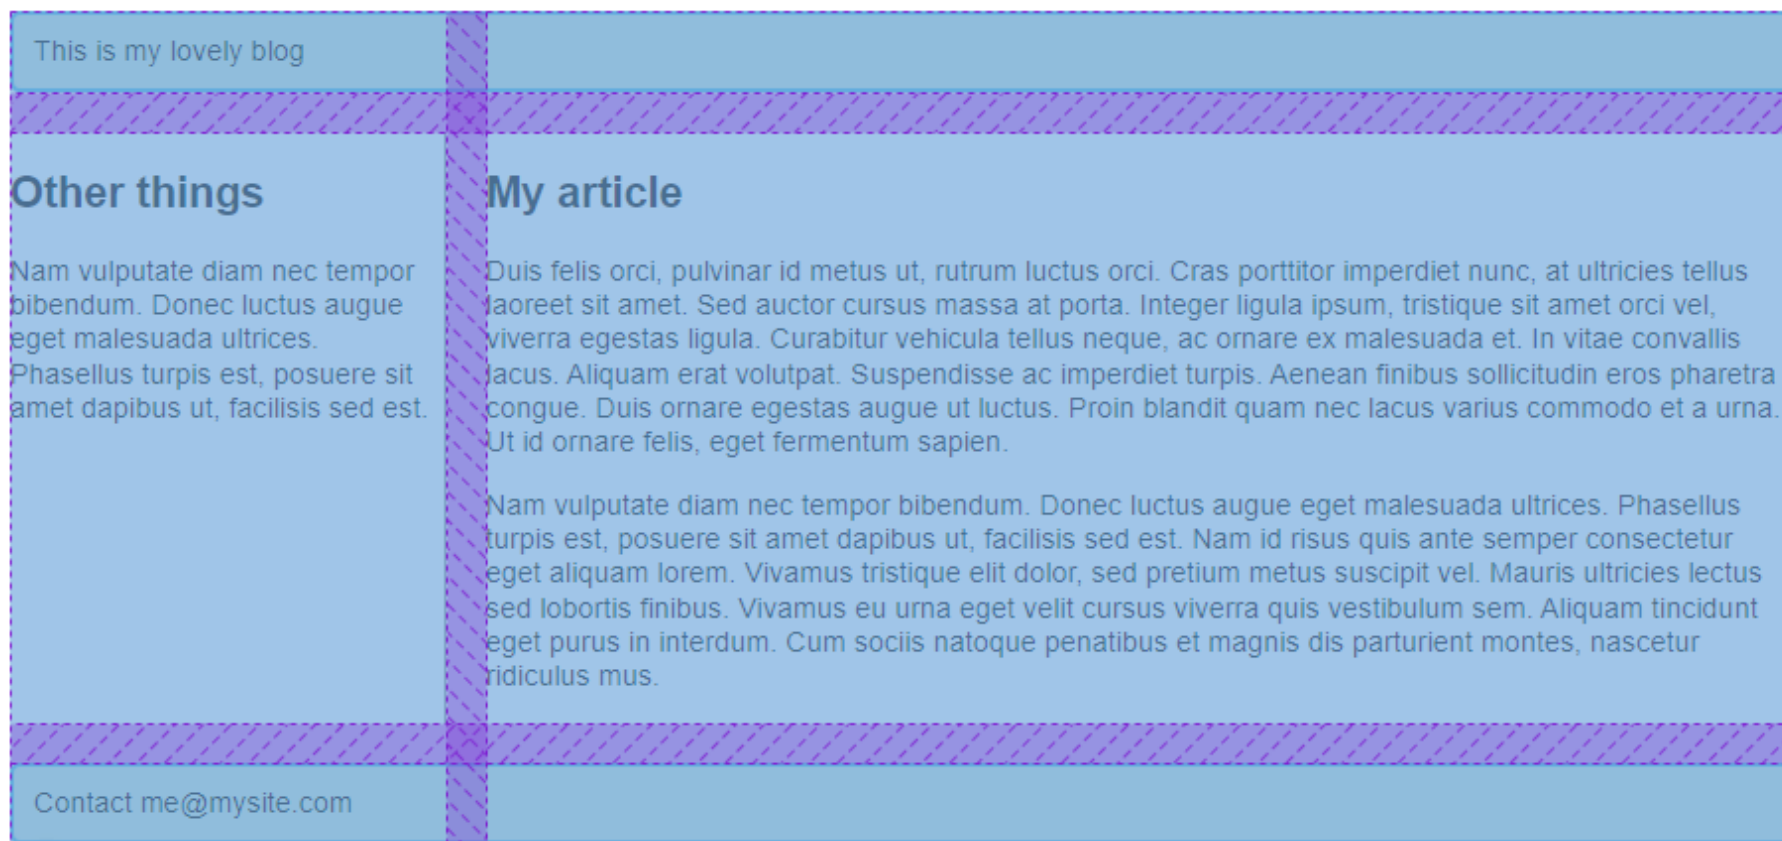 This is my lovely blog
Other things
Nam vulputate diam nec tempor
bibendum. Donec luctus augue
eget malesuada ultrices.
Phasellus turpis est, posuere sit
amet dapibus ut, facilisis sed est.
My article
Duis felis orci, pulvinar id metus ut, rutrum luctus orci. Cras porttitor imperdiet nunc, at ultricies tellus
laoreet sit amet. Sed auctor cursus massa at porta. Integer ligula ipsum, tristique sit amet orci vel,
viverra egestas ligula. Curabitur vehicula tellus neque, ac ornare ex malesuada et. In vitae convallis
lacus. Aliquam erat volutpat. Suspendisse ac imperdiet turpis. Aenean finibus sollicitudin eros pharetra
congue. Duis ornare egestas augue ut luctus. Proin blandit quam nec lacus varius commodo et a urna.
Ut id ornare felis, eget fermentum sapien.
Nam vulputate diam nec tempor bibendum. Donec luctus augue eget malesuada ultrices. Phasellus
turpis est, posuere sit amet dapibus ut, facilisis sed est. Nam id risus quis ante semper consectetur
eget aliquam lorem. Vivamus tristique elit dolor, sed pretium metus suscipit vel. Mauris ultricies lectus
sed lobortis finibus. Vivamus eu urna eget velit cursus viverra quis vestibulum sem. Aliquam tincidunt
eget purus in interdum. Cum sociis natoque penatibus et magnis dis parturient montes, nascetur
ridiculus mus.
Contact me@mysite.com